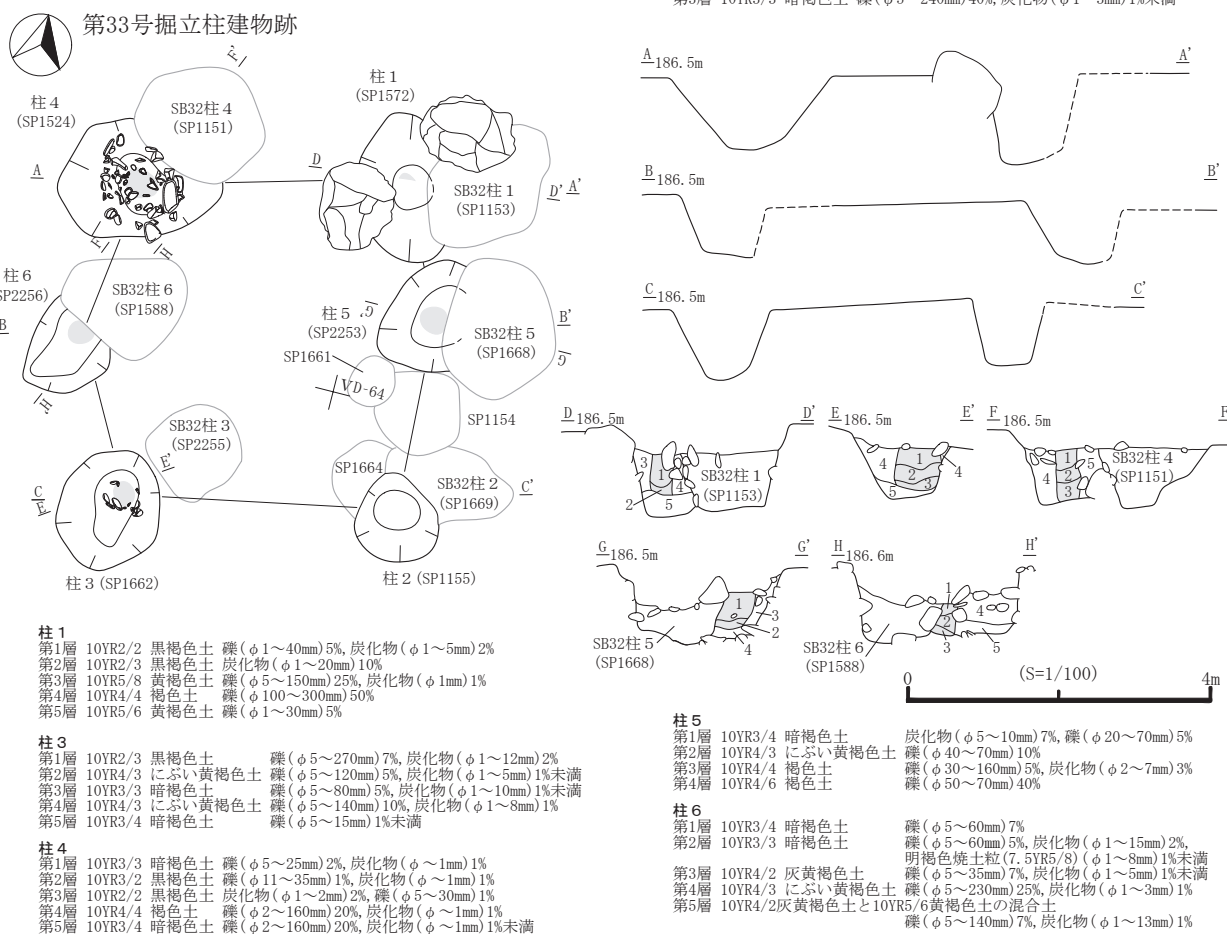 第33号掘立柱建物跡
柱4
(SP1524)
SB32柱4
(SP1151)
F'
柱1
(SP1572)
A
D
SB32柱1
(SP1153)
D' A'
F
H
柱6
SP2256)
SB32柱6
(SP1588)
B
H'
柱5
(SP2253)
G'
SB32柱5
(SP1668)
B'
G
SP1661
VD-64
SP1154
SB32柱3
(SP2255)
E'
SP1664
SB32柱2
(SP1669)
C'
C
E
柱3(SP1662)
柱2(SP1155)
A 186.5m A'
B 186.5m B'
C 186.5m C'
D 186.5m D'
3
1
4
2
5
SB32柱1
(SP1153)
E 186.5m E'
4
1
2
3
4
5
F 186.5m F
1
5
2
4
3
SB32柱4
(SP1151)
G 186.5m G'
1
3
2
4
SB32柱5
(SP1668)
H 186.6m H'
1
4
2
3
5
SB32柱6
(SP1588)
0 (S=1/100) 4m
柱1
第1層 10YR2/2 黒褐色土 礫(φ1～40mm)5%,炭化物(φ1～5mm)2%
第2層 10YR2/3 黒褐色土 炭化物(φ1～20mm)10%
第3層 10YR5/8 黄褐色土 礫(φ5～150mm)25%,炭化物(φ1mm)1%
第4層 10YR4/4 褐色土 礫(φ100～300mm)50%
第5層 10YR5/6 黄褐色土 礫(φ1～30mm)5%
柱3
第1層 10YR2/3 黒褐色土 礫(φ5～270mm)7%,炭化物(φ1～12mm)2%
第2層 10YR4/3 にぶい黄褐色土 礫(φ5～120mm)5%,炭化物(φ1～5mm)1%未満
第3層 10YR3/3 暗褐色土 礫(φ5～80mm)5%,炭化物(φ1～10mm)1%未満
第4層 10YR4/3 にぶい黄褐色土 礫(φ5～140mm)10%,炭化物(φ1～8mm)1%
第5層 10YR3/4 暗褐色土 礫(φ5～15mm)1%未満
柱4
第1層 10YR3/3 暗褐色土 礫(φ5～25mm)2%,炭化物(φ～1mm)1%
第2層 10YR3/2 黒褐色土 礫(φ11～35mm)1%,炭化物(φ～1mm)1%
第3層 10YR2/2 黒褐色土 炭化物(φ1～2mm)2%,礫(φ5～30mm)1%
第4層 10YR4/4 褐色土 礫(φ2～160mm)20%,炭化物(φ～1mm)1%
第5層 10YR3/4 暗褐色土 礫(φ2～160mm)20%,炭化物(φ～1mm)1%未満
柱5
第1層 10YR3/4 暗褐色土 炭化物(φ5～10mm)7%,礫(φ20～70mm)5%
第2層 10YR4/3 にぶい黄褐色土 礫(φ40～70mm)10%
第3層 10YR4/4 褐色土 礫(φ30～160mm)5%,炭化物(φ2～7mm)3%
第4層 10YR4/6 褐色土 礫(φ50～70mm)40%
柱6
第1層 10YR3/4 暗褐色土 礫(φ5～60mm)7%
第2層 10YR3/3 暗褐色土 礫(φ5～60mm)5%,炭化物(φ1～15mm)2%,
明褐色焼土粒(7.5YR5/8)(φ1～8mm)1%未満
第3層 10YR4/2 灰黄褐色土 礫(φ5～35mm)7%,炭化物(φ1～5mm)1%未満
第4層 10YR4/3 にぶい黄褐色土 礫(φ5～230mm)25%,炭化物(φ1～3mm)1%
第5層 10YR4/2灰黄褐色土と10YR5/6黄褐色土の混合土
礫(φ5～140mm)7%,炭化物(φ1～13mm)1%